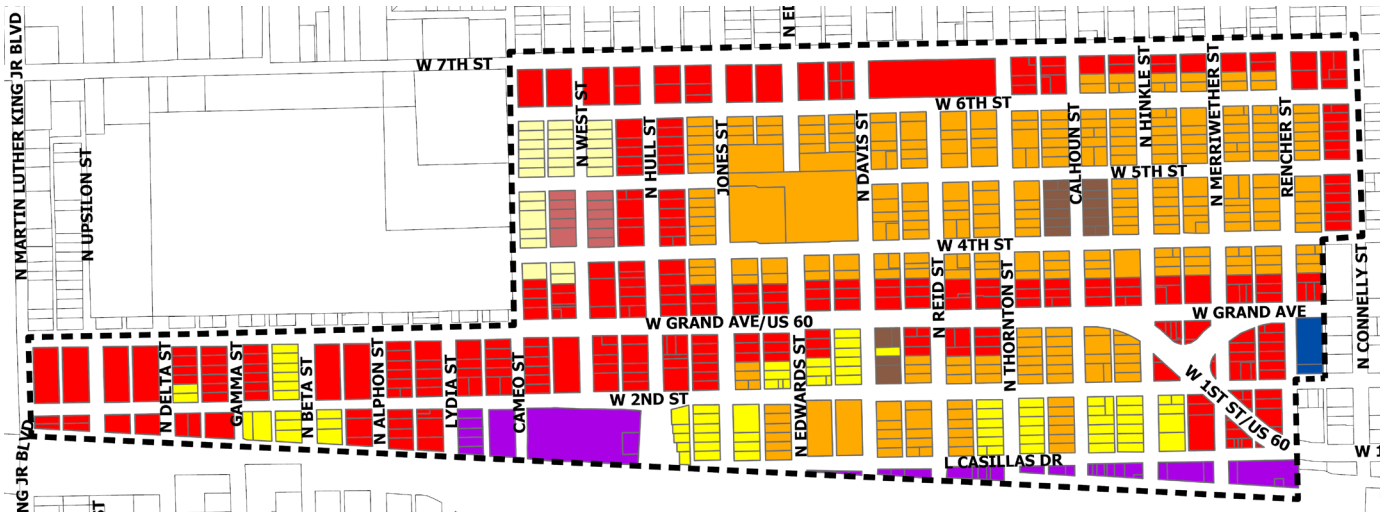 N MARTIN LUTHER KING JR BLVD
N UPSILON ST
W 7TH ST
N WEST ST
N HULL ST
JONES ST
N DAVIS ST
W 6TH ST
CALHOUN ST
N HINKLE ST
N MERRIWETHER ST
RENCHER ST
W 5TH ST
W 4TH ST
N REID ST
N THORNTON ST
W GRAND AVE/US 60
W GRAND AVE
N CONNELLY ST
N DELTA ST
GAMMA ST
N BETA ST
N ALPHON ST
LYDIA ST
CAMEO ST
N EDWARDS ST
W 2ND ST
W 1ST ST/US 60
L CASILLAS DR
NG JR BLVD
ST
W 1